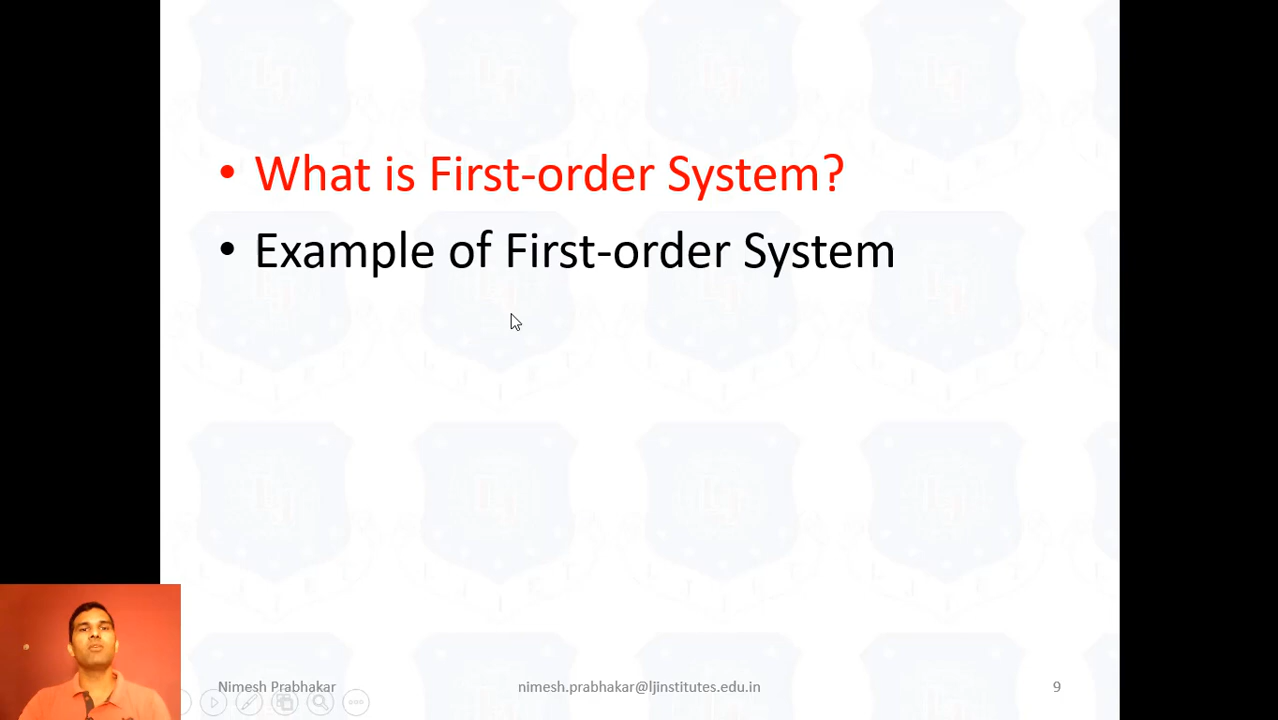 • What is First-order System?
• Example of First-order System
Nimesh Prabhakar nimesh.prabhakar@ljinstitutes.edu.in 9